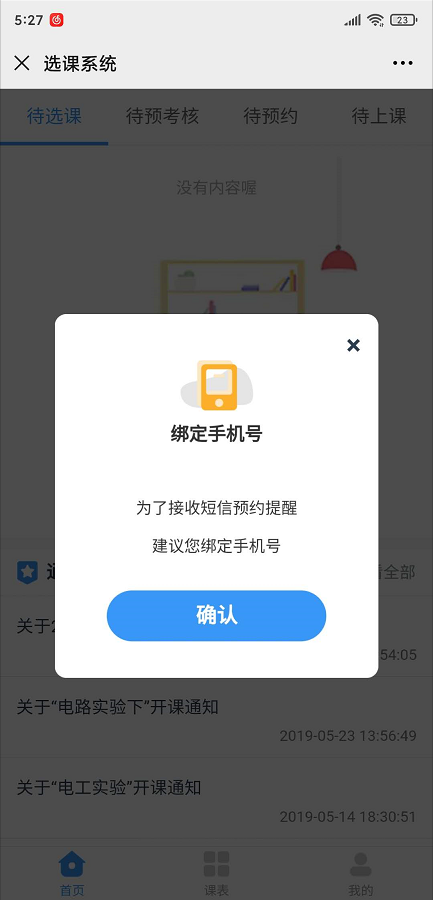 5:27
23
选课系统
待选课 待预考核 待预约 待上课
没有内容喔
绑定手机号
为了接收短信预约提醒
建议您绑定手机号
确认
全部
关于
54:05
关于“电路实验下”开课通知
2019-05-23 13:56:49
关于“电工实验”开课通知
2019-05-14 18:30:51
首页 课表 我的